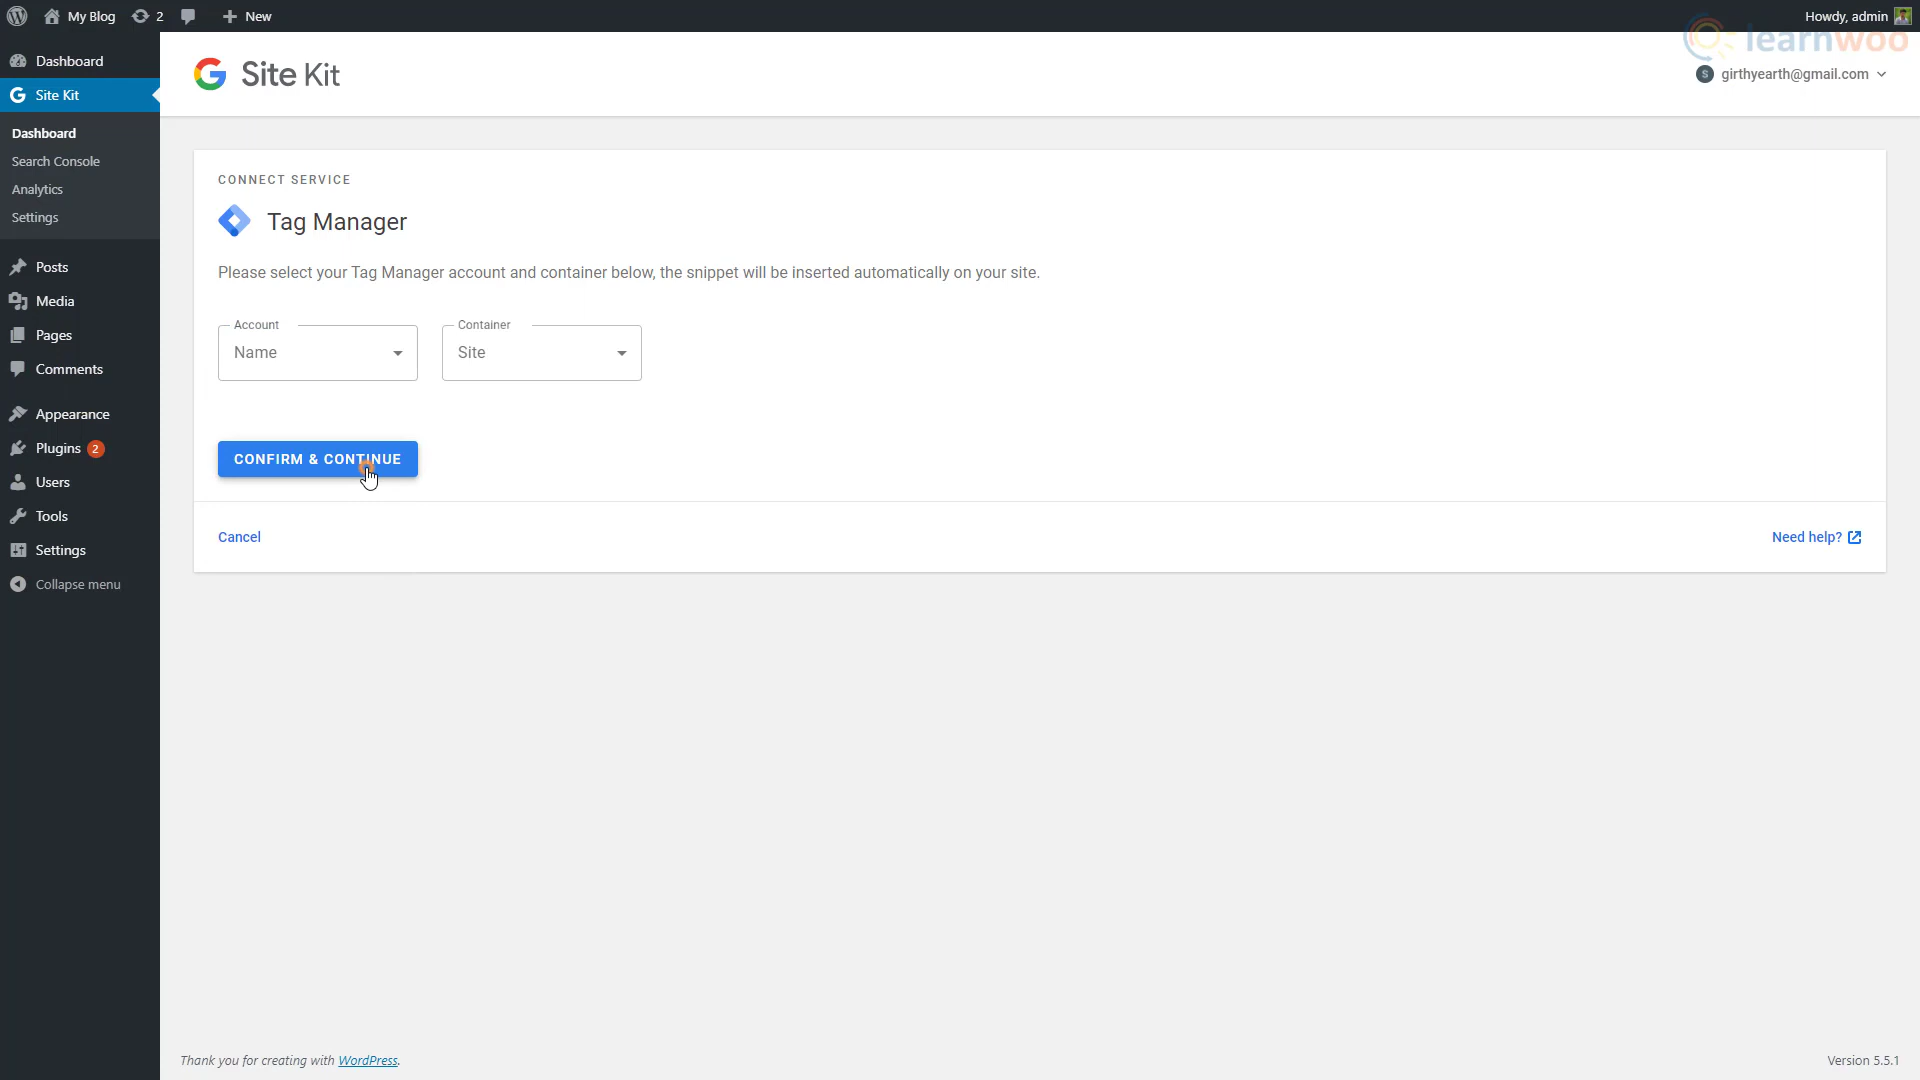 My Blog
2
New
Howdy, admin
learnwoo
Dashboard
Site Kit
Dashboard
Search Console
Analytics
Settings
Posts
Media
Pages
Comments
Appearance
Plugins 2
Users
Tools
Settings
Collapse menu
G Site Kit
S girthyearth@gmail.com
CONNECT SERVICE
Tag Manager
Please select your Tag Manager account and container below, the snippet will be inserted automatically on your site.
Account
Name
Container
Site
CONFIRM & CONTINUE
Cancel
Need help?
Thank you for creating with WordPress.
Version 5.5.1